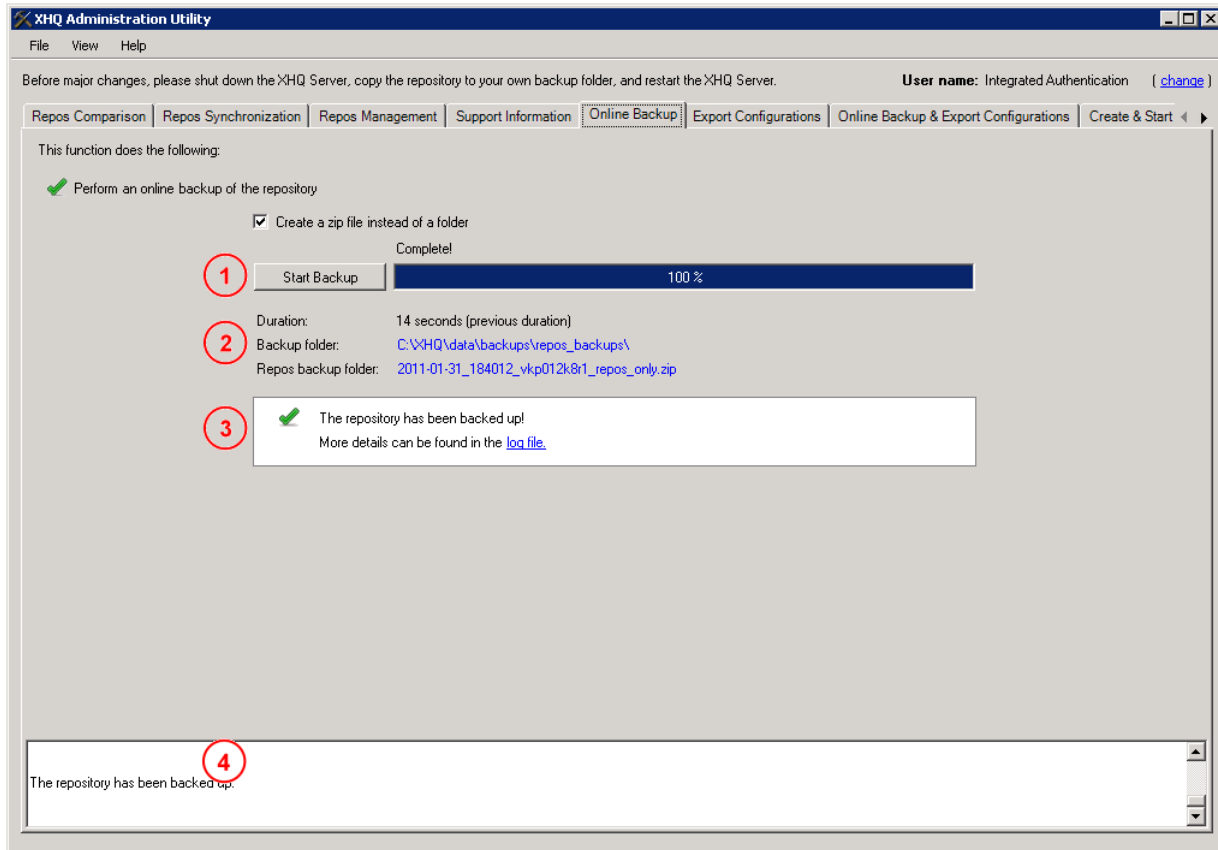 XHQ Administration Utility
File View Help
Before major changes, please shut down the XHQ Server, copy the repository to your own backup folder, and restart the XHQ Server. User name: Integrated Authentication ( change )
Repos Comparison Repos Synchronization Repos Management Support Information Online Backup Export Configurations Online Backup & Export Configurations Create & Start
This function does the following:
Perform an online backup of the repository
Create a zip file instead of a folder
Complete!
1 Start Backup 100 %
Duration: 14 seconds (previous duration)
2 Backup folder: C:\XHQ\data\backups\repos_backups\
Repos backup folder: 2011-01-31_184012_vkp012k8r1_repos_only.zip
3 The repository has been backed up!
More details can be found in the log file.
4
The repository has been backed up.